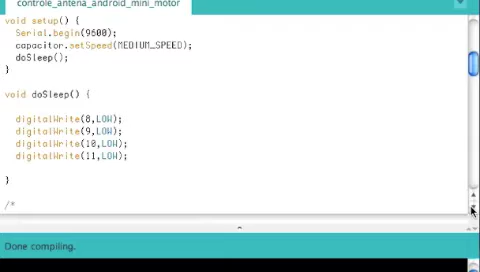 controle_antena_android_mini_motor
void setup() {
Serial.begin(9600);
capacitor.setSpeed(MEDIUM_SPEED);
doSleep();
}
void doSleep() {
digitalWrite(8,LOW);
digitalWrite(9,LOW);
digitalWrite(10,LOW);
digitalWrite(11,LOW);
}
/*
Done compiling.